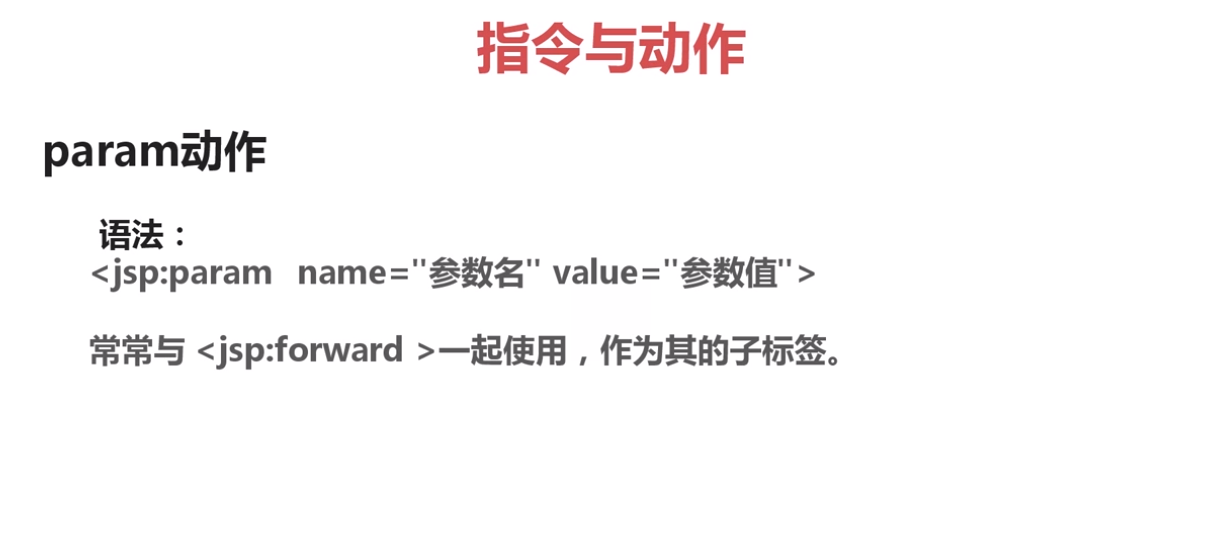 指令与动作
param动作
语法：
<jsp:param   name="参数名" value="参数值">
常常与 <jsp:forward >一起使用，作为其的子标签。